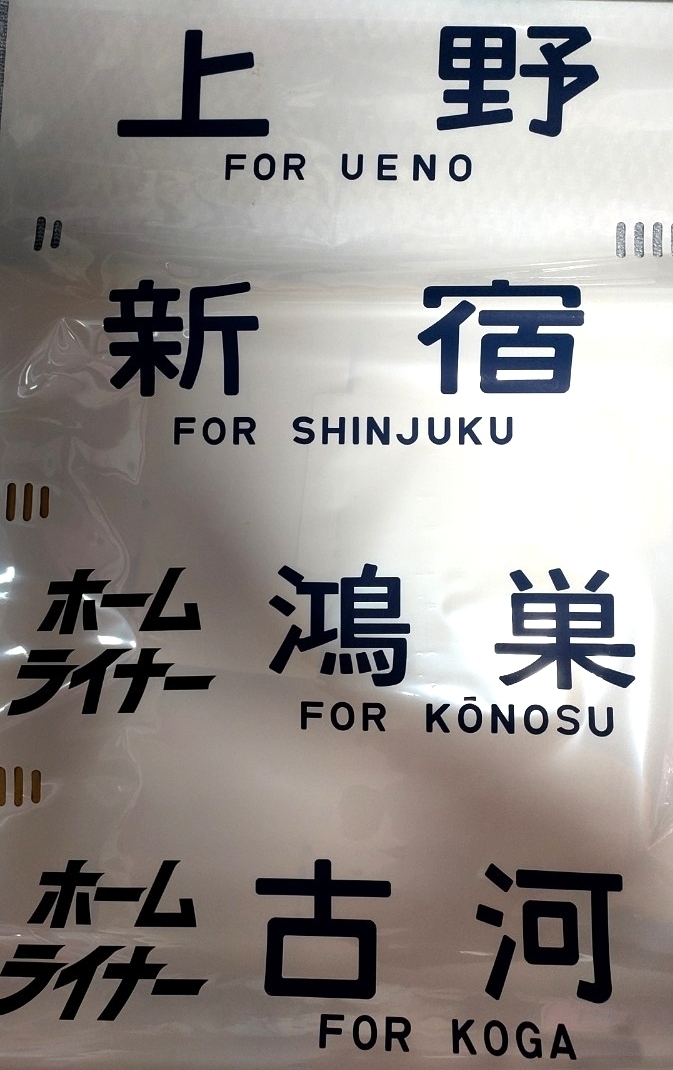 上野
FOR UENO
新宿
FOR SHINJUKU
ホーム
ライナー
鴻巣
FOR KŌNOSU
ホーム
ライナー
古河
FOR KOGA